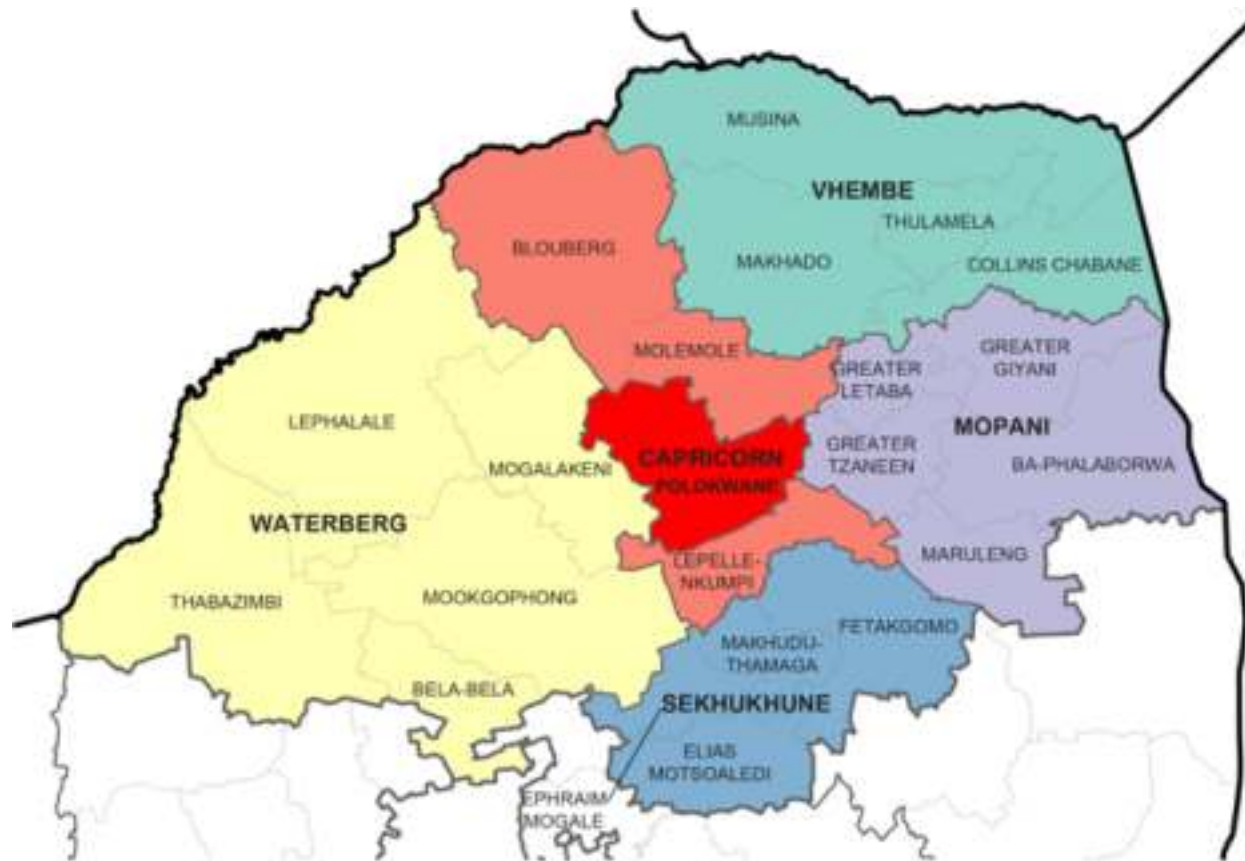 MUSINA
VHEMBE
THULAMELA
BLOUBERG
MAKHADO
COLLINS CHABANE
MOLEMOLE
GREATER
LETABA
GREATER
GIYANI
LEPHALALE
MOGALAKENI
CAPRICORN
POLOKWANE
GREATER
TZANEEN
MOPANI
BA-PHALABORWA
WATERBERG
LEPELLE-
NKUMPI
MARULENG
THABAZIMBI
MOOKGOPHONG
MAKHUDU-
THAMAGA
FETAKGOMO
BELA-BELA
SEKHUKHUNE
ELIAS
MOTSOALEDI
EPHRAIM
MOGALE